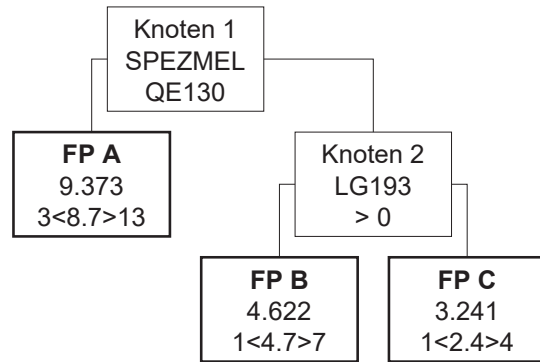 Knoten 1
SPEZMEL
QE130
FP A
9.373
3<8.7>13
Knoten 2
LG193
> 0
FP B
4.622
1<4.7>7
FP C
3.241
1<2.4>4